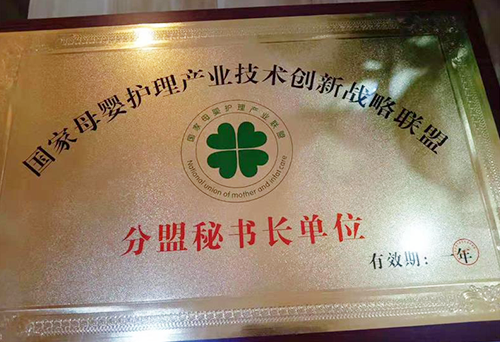 国家母婴护理产业技术创新战略联盟
国家母婴护理产业联盟
National union of mother and infat care
分盟秘书长单位
有效期：一年